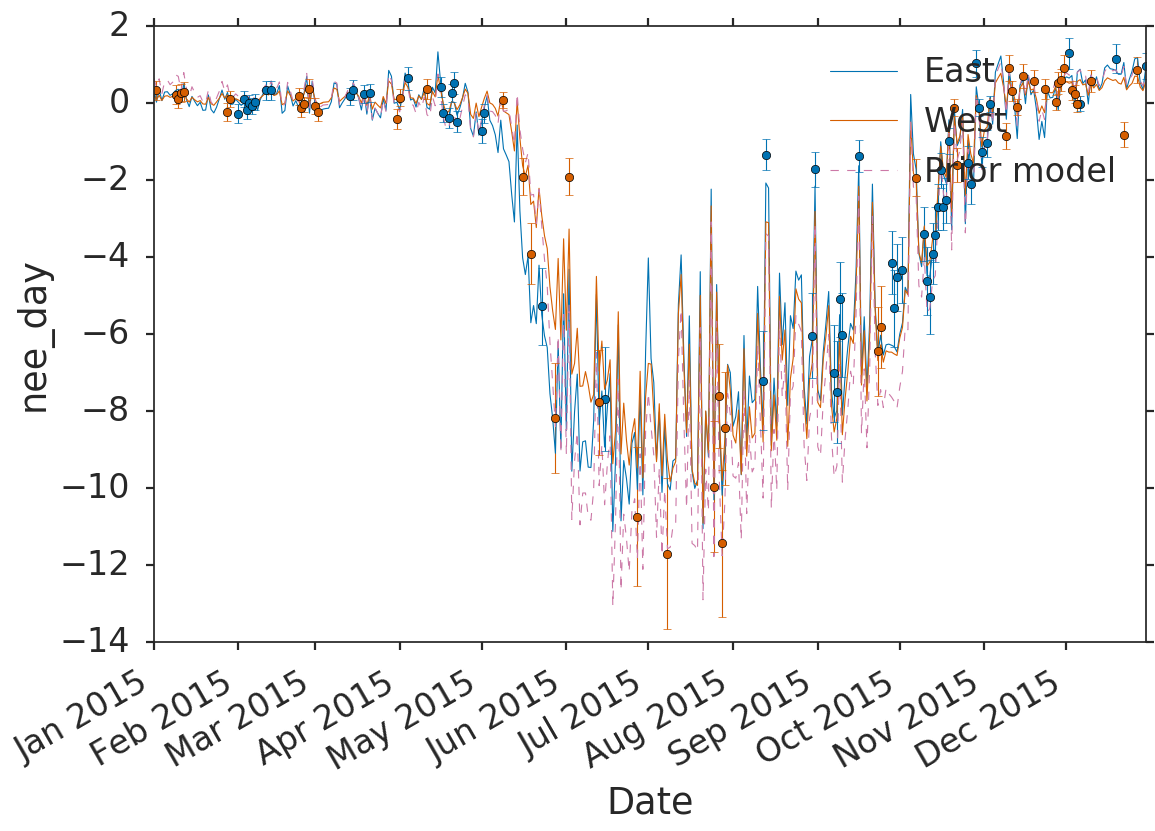 2
0
−2
−4
−6
−8
−10
−12
−14
nee_day
East
West
Prior model
Jan 2015
Feb 2015
Mar 2015
Apr 2015
May 2015
Jun 2015
Jul 2015
Aug 2015
Sep 2015
Oct 2015
Nov 2015
Dec 2015
Date